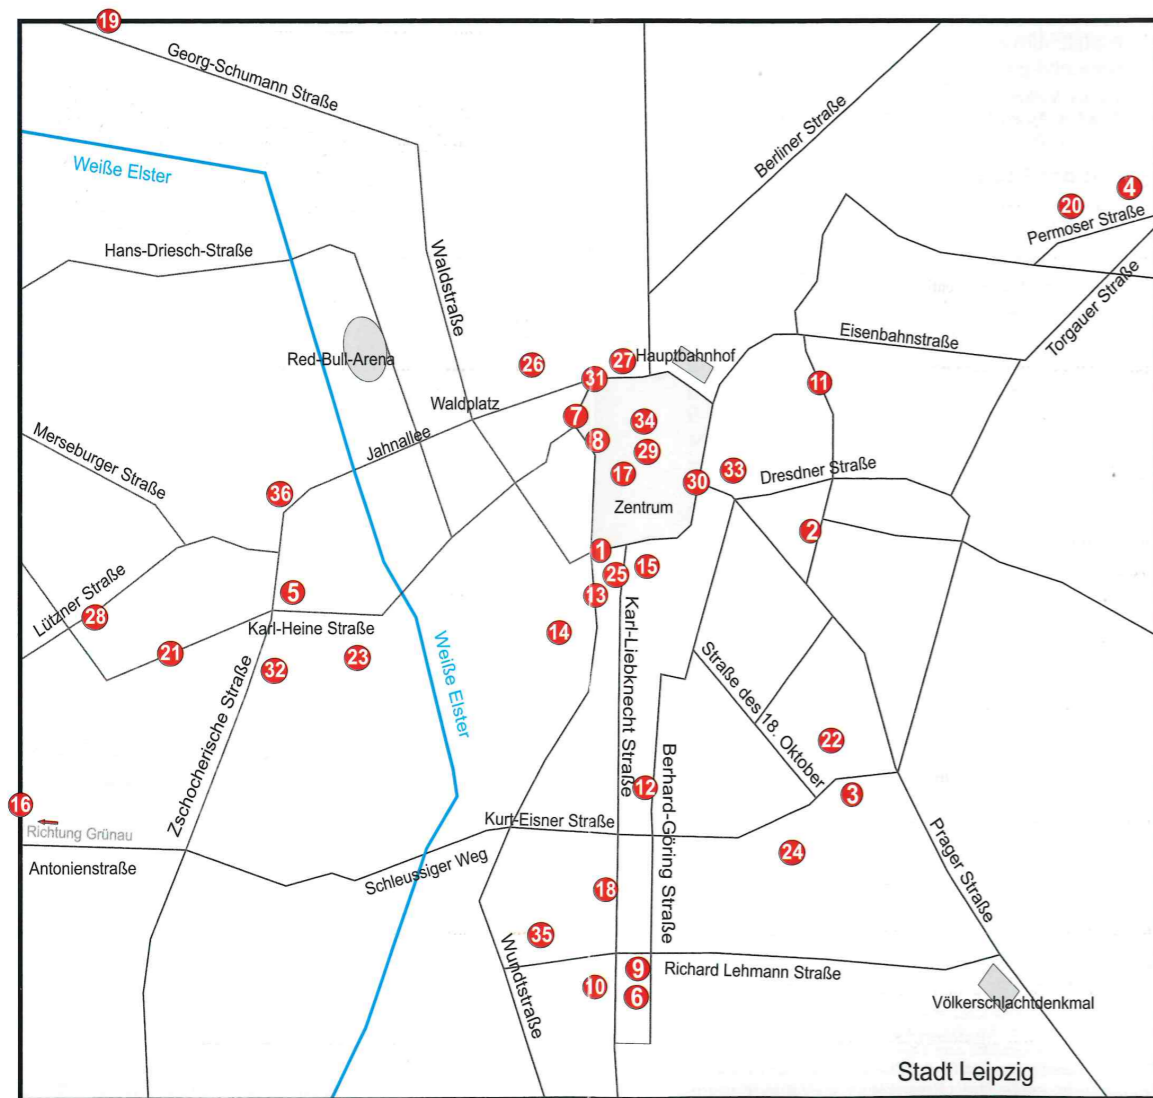 19
Georg-Schumann Straße
Weiße Elster
Berliner Straße
4
20
Permoser Straße
Hans-Driesch-Straße
Waldstraße
Torgauer Straße
Eisenbahnstraße
Red-Bull-Arena
26
27
Hauptbahnhof
31
11
Waldplatz
7
34
8
29
Merseburger Straße
Jahnallee
17
30
33
Dresdner Straße
36
Zentrum
2
1
15
25
5
13
Lützner Straße
28
Karl-Heine Straße
14
Karl-Liebknecht Straße
21
32
23
Weiße Elster
Straße des 18. Oktober
Zschocherische Straße
22
12
3
Berhard-Göring Straße
16
Richtung Grünau
Kurt-Eisner Straße
Antonienstraße
Schleussiger Weg
24
Prager Straße
18
35
Wundtstraße
9
Richard Lehmann Straße
10
6
Völkerschlachtdenkmal
Stadt Leipzig